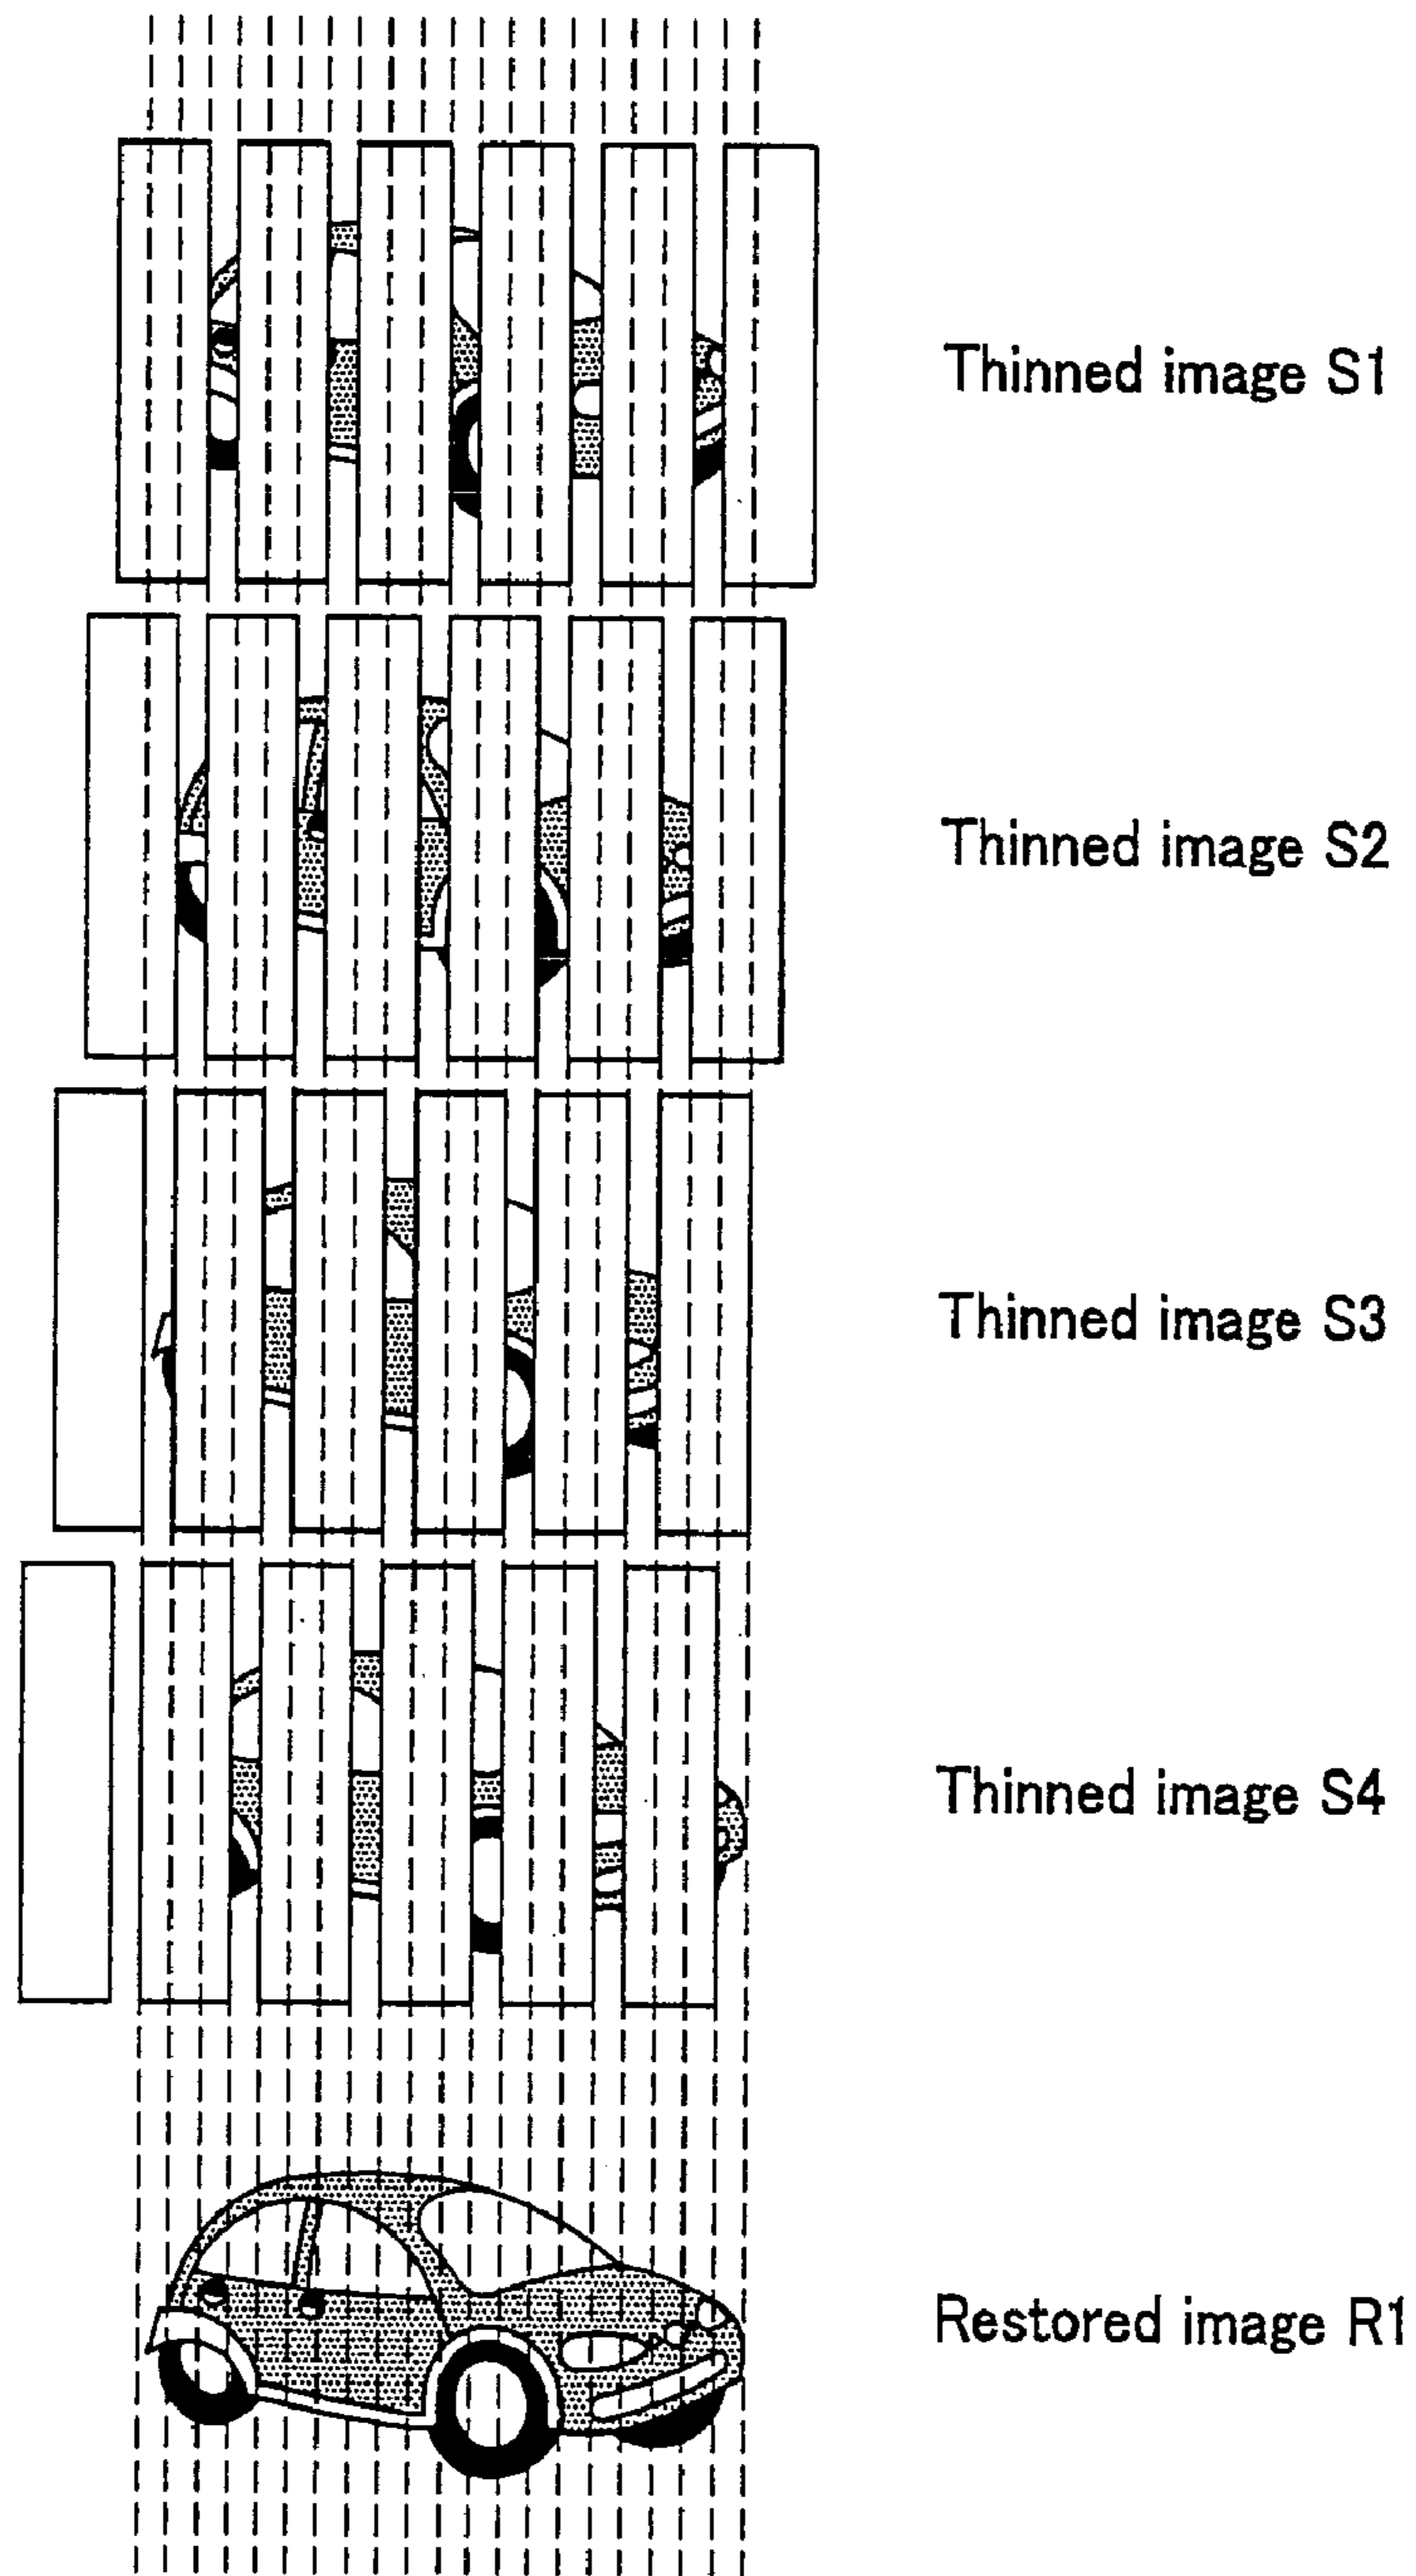 Thinned image S1
Thinned image S2
Thinned image S3
Thinned image S4
Restored image R1